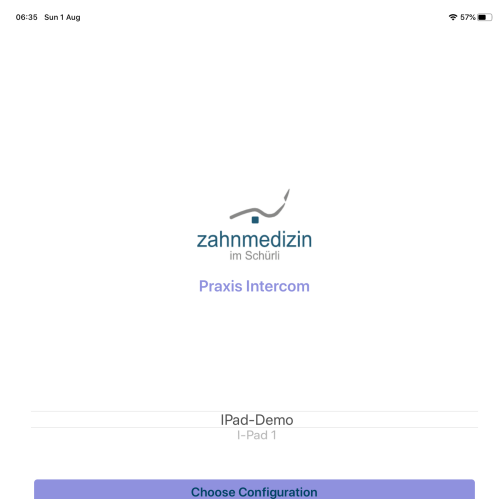 06:35 Sun 1 Aug 57%
zahnmedizin
im Schürli
Praxis Intercom
IPad-Demo
I-Pad 1
Choose Configuration